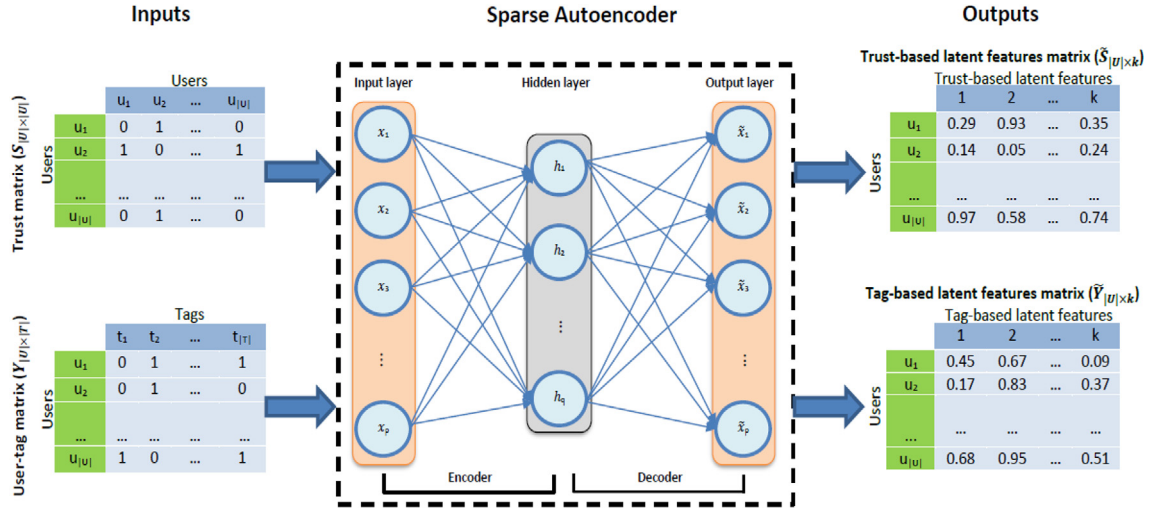 Inputs
Sparse Autoencoder
Outputs
Trust matrix (S|U|×|U|)
Users
Users
u₁ u₂ ... u|U|
u₁ 0 1 ... 0
u₂ 1 0 ... 1
... ... ... ... ...
u|U| 0 1 ... 0
User-tag matrix (Y|U|×|T|)
Users
Tags
t₁ t₂ ... t|T|
u₁ 0 1 ... 1
u₂ 0 1 ... 0
... ... ... ... ...
u|U| 1 0 ... 1
Input layer
Hidden layer
Output layer
x₁
x₂
x₃
⋮
xₚ
h₁
h₂
⋮
h_q
x̃₁
x̃₂
x̃₃
⋮
x̃ₚ
Encoder
Decoder
Trust-based latent features matrix (S̃|U|×k)
Trust-based latent features
Users
1 2 ... k
u₁ 0.29 0.93 ... 0.35
u₂ 0.14 0.05 ... 0.24
... ... ... ... ...
u|U| 0.97 0.58 ... 0.74
Tag-based latent features matrix (Ỹ|U|×k)
Tag-based latent features
Users
1 2 ... k
u₁ 0.45 0.67 ... 0.09
u₂ 0.17 0.83 ... 0.37
... ... ... ... ...
u|U| 0.68 0.95 ... 0.51